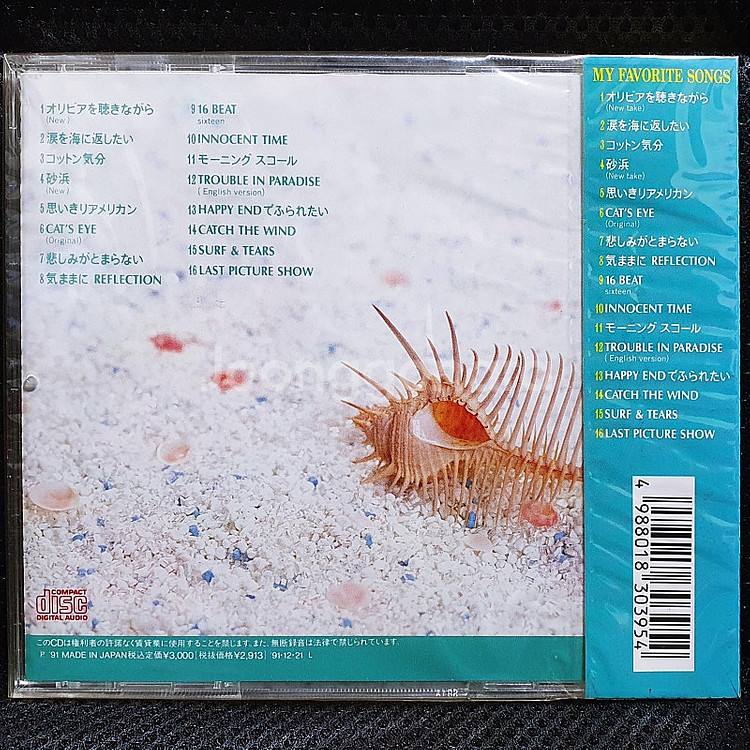 1 オリビアを聴きながら
(New)
2 涙を海に返したい
3 コットン気分
4 砂浜
(New)
5 思いきりアメリカン
6 CAT'S EYE
(Original)
7 悲しみがとまらない
8 気ままに REFLECTION
9 16 BEAT
sixteen
10 INNOCENT TIME
11 モーニング スコール
12 TROUBLE IN PARADISE
(English version)
13 HAPPY ENDでふられたい
14 CATCH THE WIND
15 SURF & TEARS
16 LAST PICTURE SHOW
COMPACT
disc
DIGITAL AUDIO
このCDは権利者の許諾なく賃貸業に使用することを禁じます。また、無断録音は法律で禁じられています。
P '91 MADE IN JAPAN税込定価¥3,000 税抜価格¥2,913 91・12・21 L
MY FAVORITE SONGS
1 オリビアを聴きながら
(New take)
2 涙を海に返したい
3 コットン気分
4 砂浜
(New take)
5 思いきりアメリカン
6 CAT'S EYE
(Original)
7 悲しみがとまらない
8 気ままに REFLECTION
9 16 BEAT
sixteen
10 INNOCENT TIME
11 モーニング スコール
12 TROUBLE IN PARADISE
(English version)
13 HAPPY ENDでふられたい
14 CATCH THE WIND
15 SURF & TEARS
16 LAST PICTURE SHOW
4 988018 303954